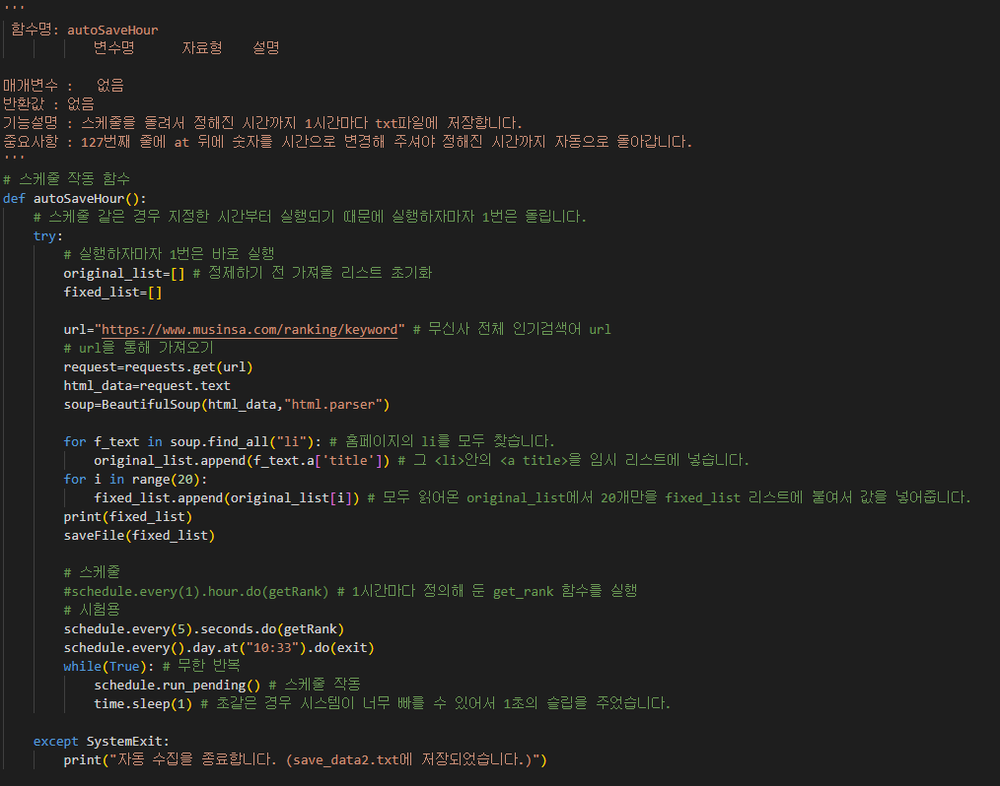 '''
함수명: autoSaveHour
변수명 자료형 설명
매개변수 : 없음
반환값 : 없음
기능설명 : 스케줄을 돌려서 정해진 시간까지 1시간마다 txt파일에 저장합니다.
중요사항 : 127번째 줄에 at 뒤에 숫자를 시간으로 변경해 주셔야 정해진 시간까지 자동으로 돌아갑니다.
'''
# 스케줄 작동 함수
def autoSaveHour():
# 스케줄 같은 경우 지정한 시간부터 실행되기 때문에 실행하자마자 1번은 돌립니다.
try:
# 실행하자마자 1번은 바로 실행
original_list=[] # 정제하기 전 가져올 리스트 초기화
fixed_list=[]
url="https://www.musinsa.com/ranking/keyword" # 무신사 전체 인기검색어 url
# url을 통해 가져오기
request=requests.get(url)
html_data=request.text
soup=BeautifulSoup(html_data,"html.parser")
for f_text in soup.find_all("li"): # 홈페이지의 li를 모두 찾습니다.
original_list.append(f_text.a['title']) # 그 <li>안의 <a title>을 임시 리스트에 넣습니다.
for i in range(20):
fixed_list.append(original_list[i]) # 모두 읽어온 original_list에서 20개만을 fixed_list 리스트에 붙여서 값을 넣어줍니다.
print(fixed_list)
saveFile(fixed_list)
# 스케줄
#schedule.every(1).hour.do(getRank) # 1시간마다 정의해 둔 get_rank 함수를 실행
# 시험용
schedule.every(5).seconds.do(getRank)
schedule.every().day.at("10:33").do(exit)
while(True): # 무한 반복
schedule.run_pending() # 스케줄 작동
time.sleep(1) # 초같은 경우 시스템이 너무 빠를 수 있어서 1초의 슬립을 주었습니다.
except SystemExit:
print("자동 수집을 종료합니다. (save_data2.txt에 저장되었습니다.)")